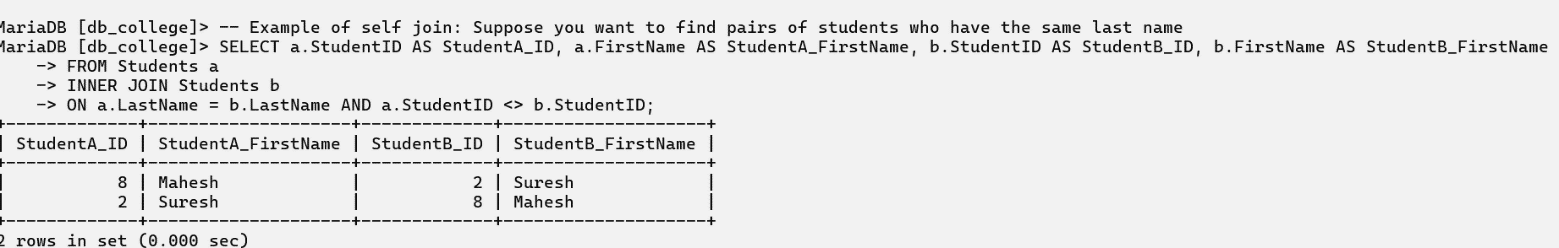 MariaDB [db_college]> -- Example of self join: Suppose you want to find pairs of students who have the same last name
MariaDB [db_college]> SELECT a.StudentID AS StudentA_ID, a.FirstName AS StudentA_FirstName, b.StudentID AS StudentB_ID, b.FirstName AS StudentB_FirstName
    -> FROM Students a
    -> INNER JOIN Students b
    -> ON a.LastName = b.LastName AND a.StudentID <> b.StudentID;
+-------------+--------------------+-------------+--------------------+
| StudentA_ID | StudentA_FirstName | StudentB_ID | StudentB_FirstName |
+-------------+--------------------+-------------+--------------------+
|           8 | Mahesh             |           2 | Suresh             |
|           2 | Suresh             |           8 | Mahesh             |
+-------------+--------------------+-------------+--------------------+
2 rows in set (0.000 sec)